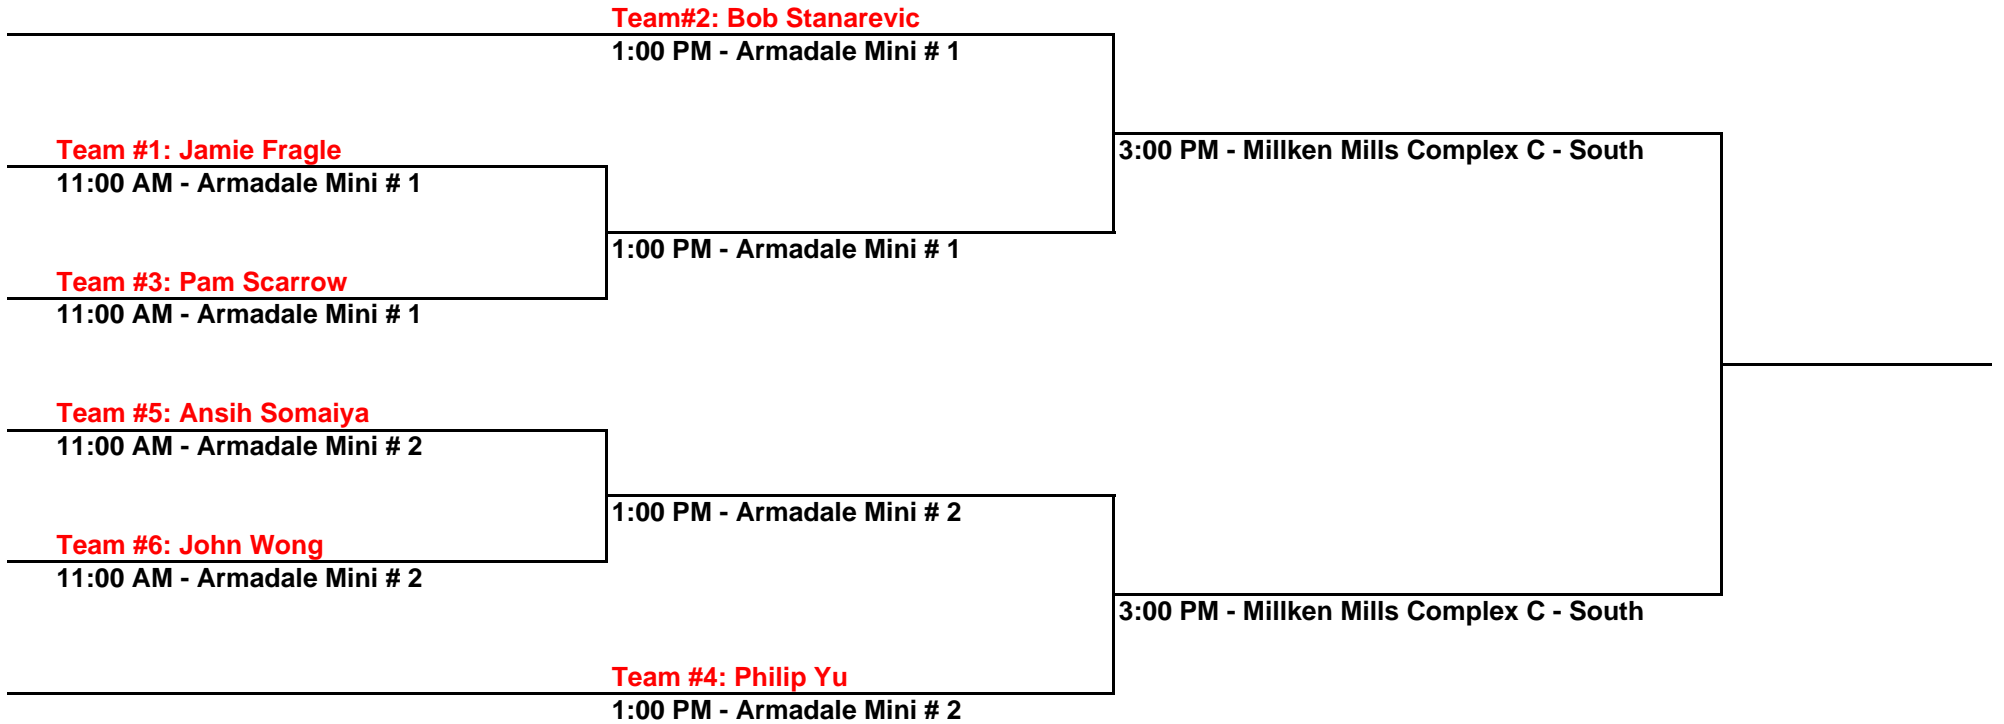 Team#2: Bob Stanarevic
1:00 PM - Armadale Mini # 1
Team #1: Jamie Fragle
11:00 AM - Armadale Mini # 1
3:00 PM - Millken Mills Complex C - South
1:00 PM - Armadale Mini # 1
Team #3: Pam Scarrow
11:00 AM - Armadale Mini # 1
Team #5: Ansih Somaiya
11:00 AM - Armadale Mini # 2
1:00 PM - Armadale Mini # 2
Team #6: John Wong
11:00 AM - Armadale Mini # 2
3:00 PM - Millken Mills Complex C - South
Team #4: Philip Yu
1:00 PM - Armadale Mini # 2